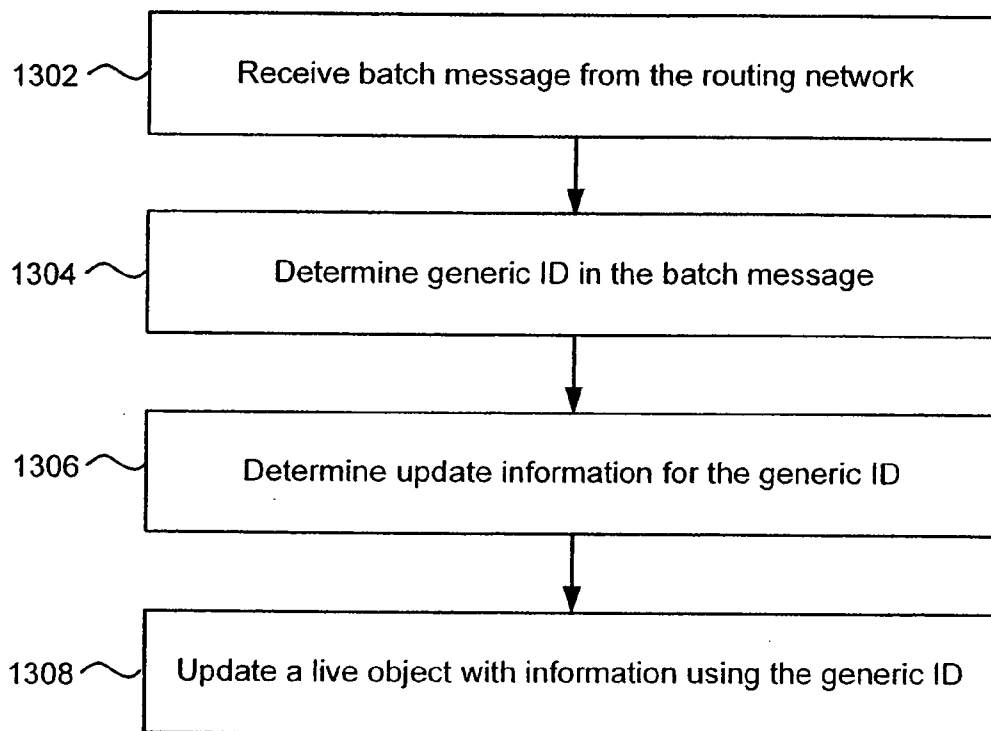 1302 Receive batch message from the routing network
1304 Determine generic ID in the batch message
1306 Determine update information for the generic ID
1308 Update a live object with information using the generic ID